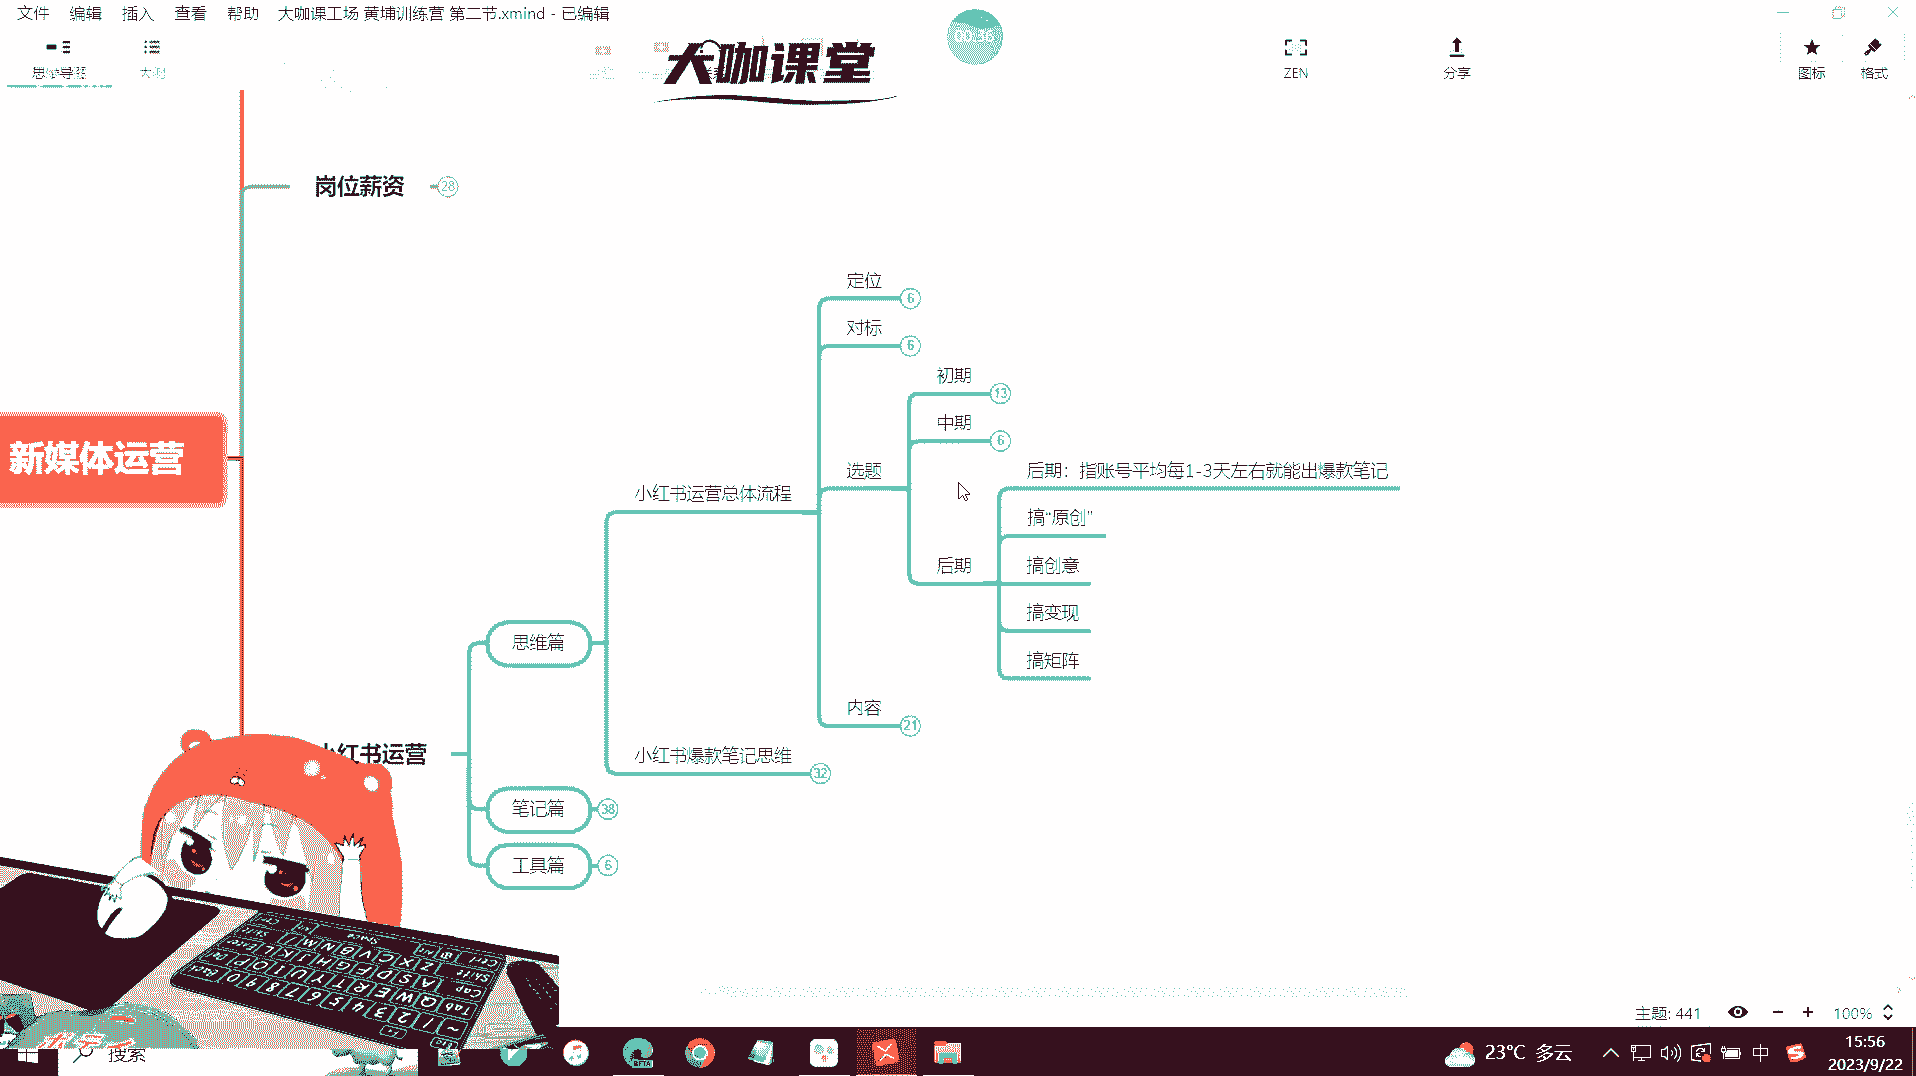 文件 编辑 插入 查看 帮助 大咖课工场 黄埔训练营 第二节.xmind - 已编辑
00:36
思维导图
大纲
大咖课堂
ZEN
分享
图标
格式
岗位薪资
28
定位
6
对标
6
初期
13
中期
6
选题
后期：指账号平均每1-3天左右就能出爆款笔记
小红书运营总体流程
搞“原创”
后期
搞创意
搞变现
搞矩阵
新媒体运营
思维篇
内容
21
小红书运营
小红书爆款笔记思维
32
笔记篇
38
工具篇
6
主题: 441
100%
搜索
BETA
23°C 多云
中
15:56
2023/9/22